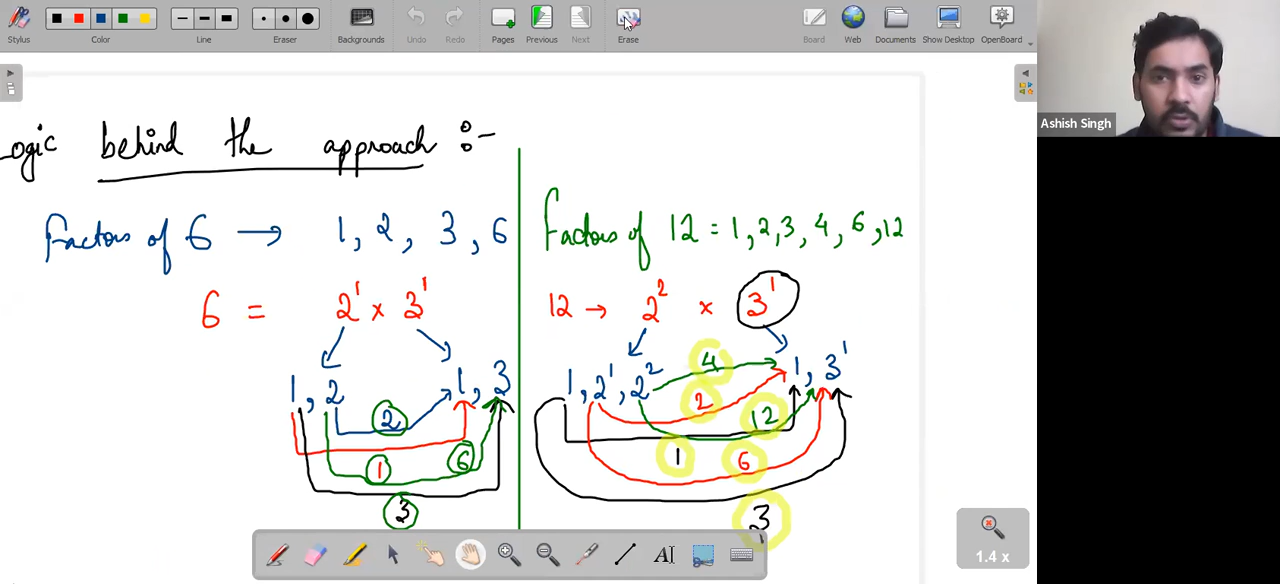 Stylus
Color
Line
Eraser
Backgrounds
Undo
Redo
Pages
Previous
Next
Erase
Board
Web
Documents
Show Desktop
OpenBoard
Ashish Singh
ogic behind the approach :-
Factors of 6 → 1, 2, 3, 6
6 = 2¹ × 3¹
1, 2 1, 3
2
1 6
3
Factors of 12 = 1, 2, 3, 4, 6, 12
12 → 2² × 3¹
4
1, 2¹, 2² 1, 3¹
2 12
1 6
3
1.4 x